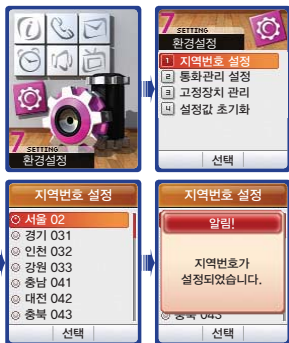 7 SETTING
환경설정
7 SETTING
환경설정
1 지역번호 설정
2 통화관리 설정
3 고정장치 관리
4 설정값 초기화
선택
지역번호 설정
서울 02
경기 031
인천 032
강원 033
충남 041
대전 042
충북 043
선택
지역번호 설정
알림!
지역번호가
설정되었습니다.
충북 043
선택